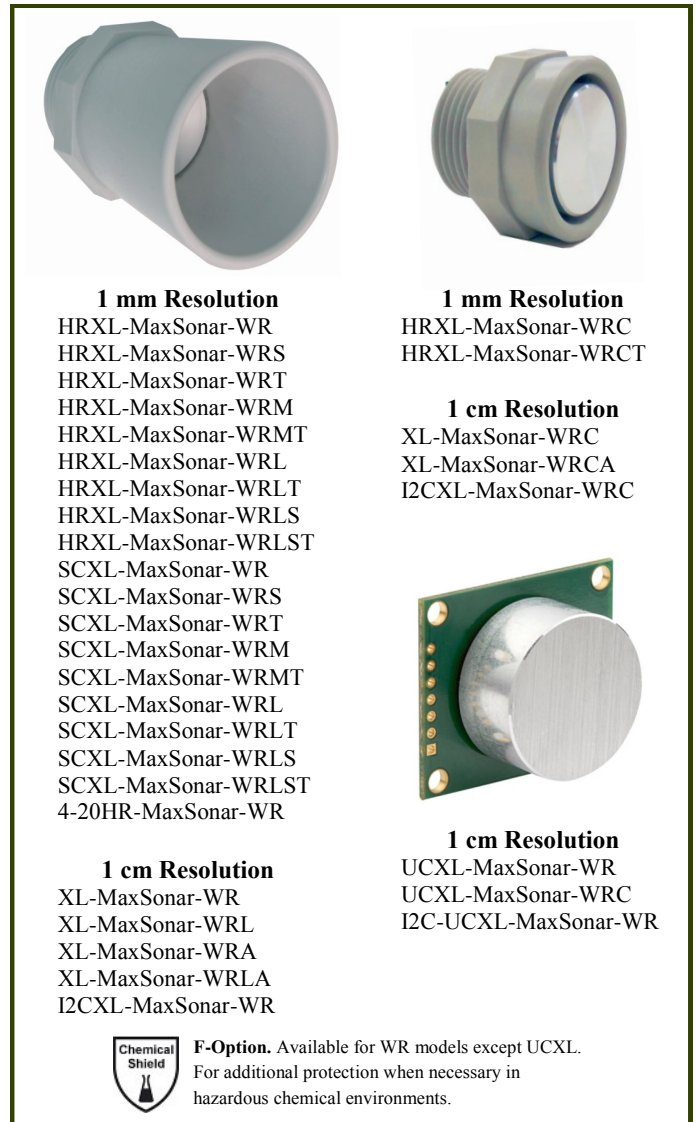 1 mm Resolution
HRXL-MaxSonar-WR
HRXL-MaxSonar-WRS
HRXL-MaxSonar-WRT
HRXL-MaxSonar-WRM
HRXL-MaxSonar-WRMT
HRXL-MaxSonar-WRL
HRXL-MaxSonar-WRLT
HRXL-MaxSonar-WRLS
HRXL-MaxSonar-WRLST
SCXL-MaxSonar-WR
SCXL-MaxSonar-WRS
SCXL-MaxSonar-WRT
SCXL-MaxSonar-WRM
SCXL-MaxSonar-WRMT
SCXL-MaxSonar-WRL
SCXL-MaxSonar-WRLT
SCXL-MaxSonar-WRLS
SCXL-MaxSonar-WRLST
4-20HR-MaxSonar-WR
1 cm Resolution
XL-MaxSonar-WR
XL-MaxSonar-WRL
XL-MaxSonar-WRA
XL-MaxSonar-WRLA
I2CXL-MaxSonar-WR
1 mm Resolution
HRXL-MaxSonar-WRC
HRXL-MaxSonar-WRCT
1 cm Resolution
XL-MaxSonar-WRC
XL-MaxSonar-WRCA
I2CXL-MaxSonar-WRC
1 cm Resolution
UCXL-MaxSonar-WR
UCXL-MaxSonar-WRC
I2C-UCXL-MaxSonar-WR
Chemical
Shield
F-Option. Available for WR models except UCXL.
For additional protection when necessary in
hazardous chemical environments.